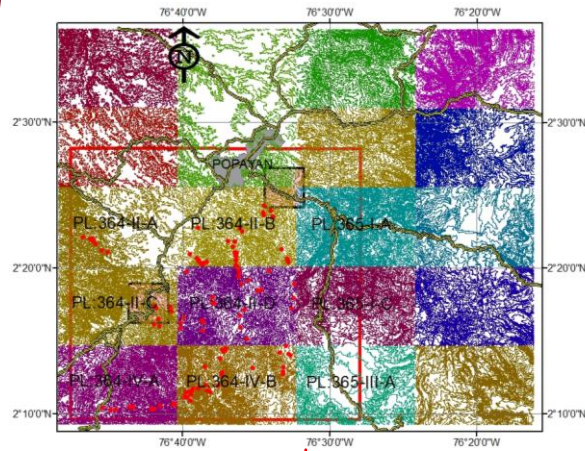 76°40'0"W 76°30'0"W 76°20'0"W
N
2°30'0"N 2°30'0"N
POPAYAN
PL:364-II-A PL:364-II-B PL:365-I-A
2°20'0"N 2°20'0"N
PL:364-II-C PL:364-II-D PL:365-I-C
PL:364-IV-A PL:364-IV-B PL:365-III-A
2°10'0"N 2°10'0"N
76°40'0"W 76°30'0"W 76°20'0"W